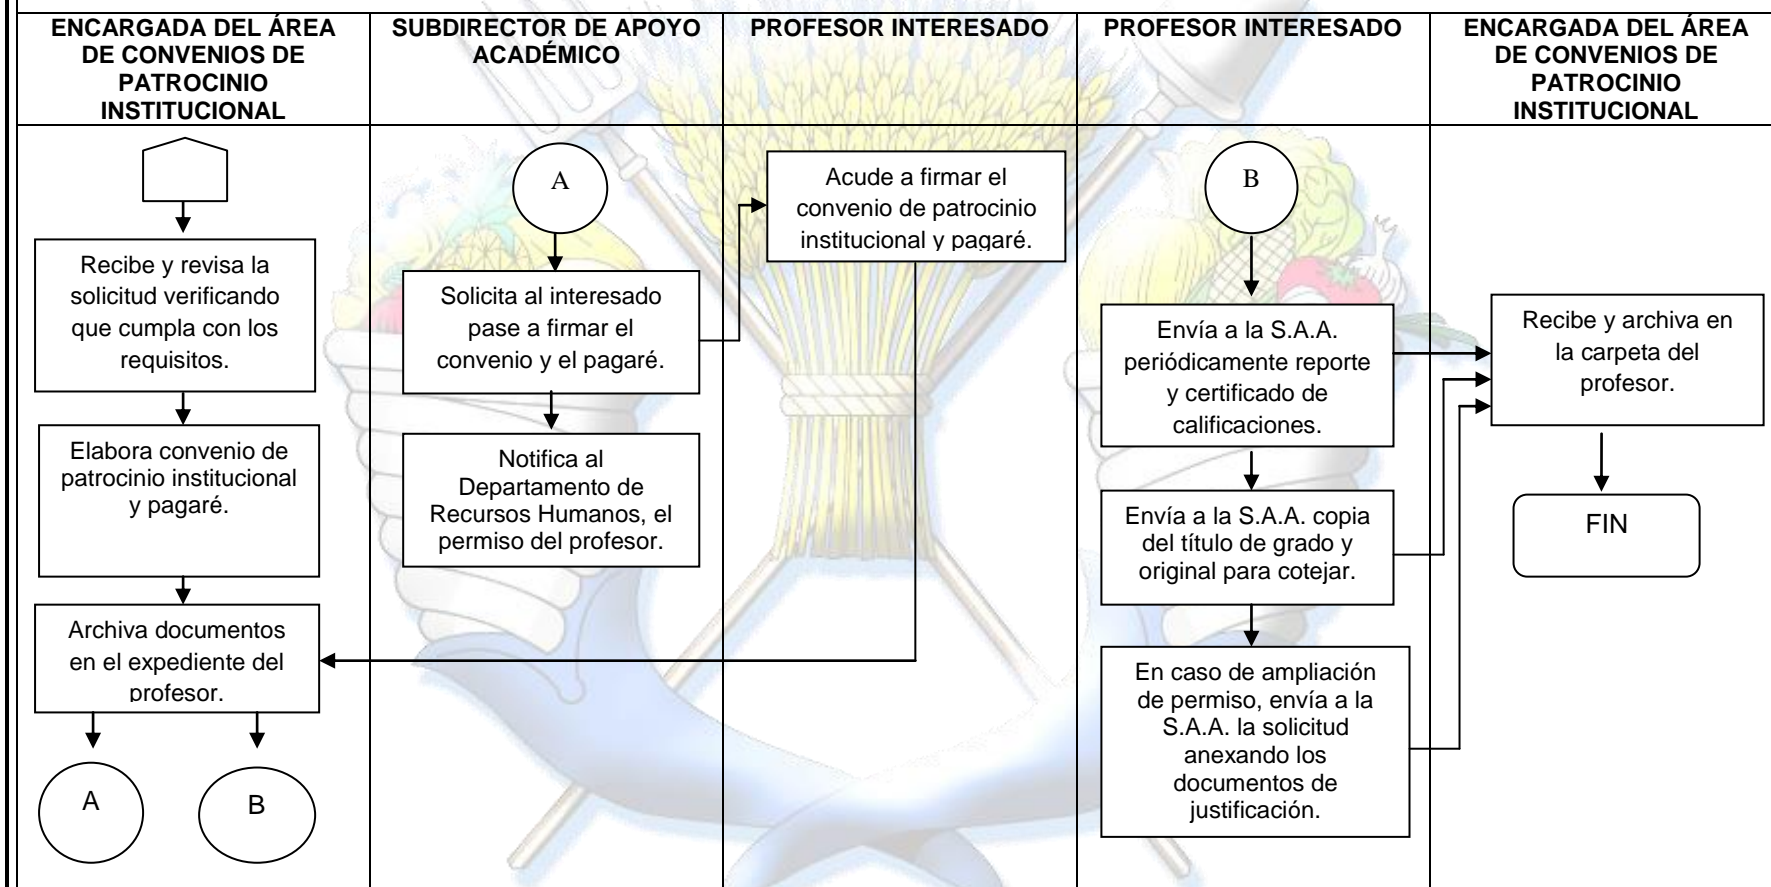 ENCARGADA DEL ÁREA
DE CONVENIOS DE
PATROCINIO
INSTITUCIONAL
SUBDIRECTOR DE APOYO
ACADÉMICO
PROFESOR INTERESADO
PROFESOR INTERESADO
ENCARGADA DEL ÁREA
DE CONVENIOS DE
PATROCINIO
INSTITUCIONAL
Recibe y revisa la
solicitud verificando
que cumpla con los
requisitos.
Elabora convenio de
patrocinio institucional
y pagaré.
Archiva documentos
en el expediente del
profesor.
A
B
A
Solicita al interesado
pase a firmar el
convenio y el pagaré.
Notifica al
Departamento de
Recursos Humanos, el
permiso del profesor.
Acude a firmar el
convenio de patrocinio
institucional y pagaré.
B
Envía a la S.A.A.
periódicamente reporte
y certificado de
calificaciones.
Envía a la S.A.A. copia
del título de grado y
original para cotejar.
En caso de ampliación
de permiso, envía a la
S.A.A. la solicitud
anexando los
documentos de
justificación.
Recibe y archiva en
la carpeta del
profesor.
FIN